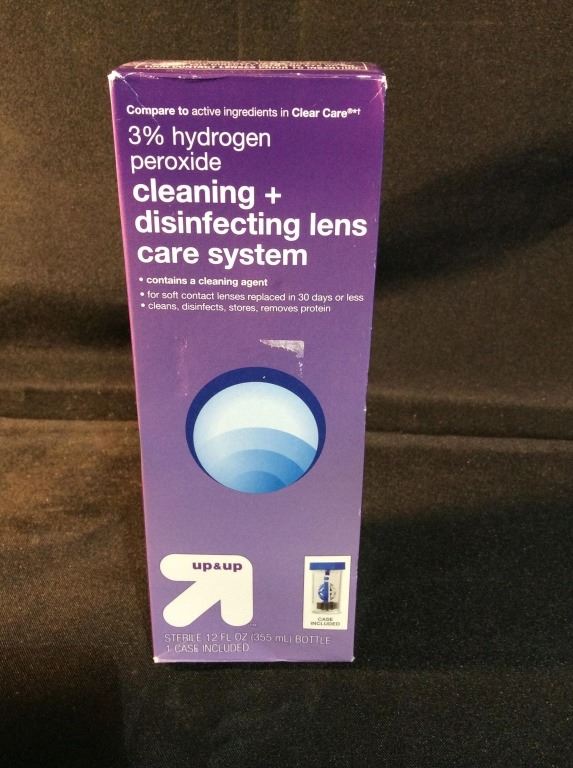 Compare to active ingredients in Clear Care®*†
3% hydrogen
peroxide
cleaning +
disinfecting lens
care system
• contains a cleaning agent
• for soft contact lenses replaced in 30 days or less
• cleans, disinfects, stores, removes protein
up&up
CASE
INCLUDED
STERILE 12 FL OZ (355 mL) BOTTLE
1 CASE INCLUDED